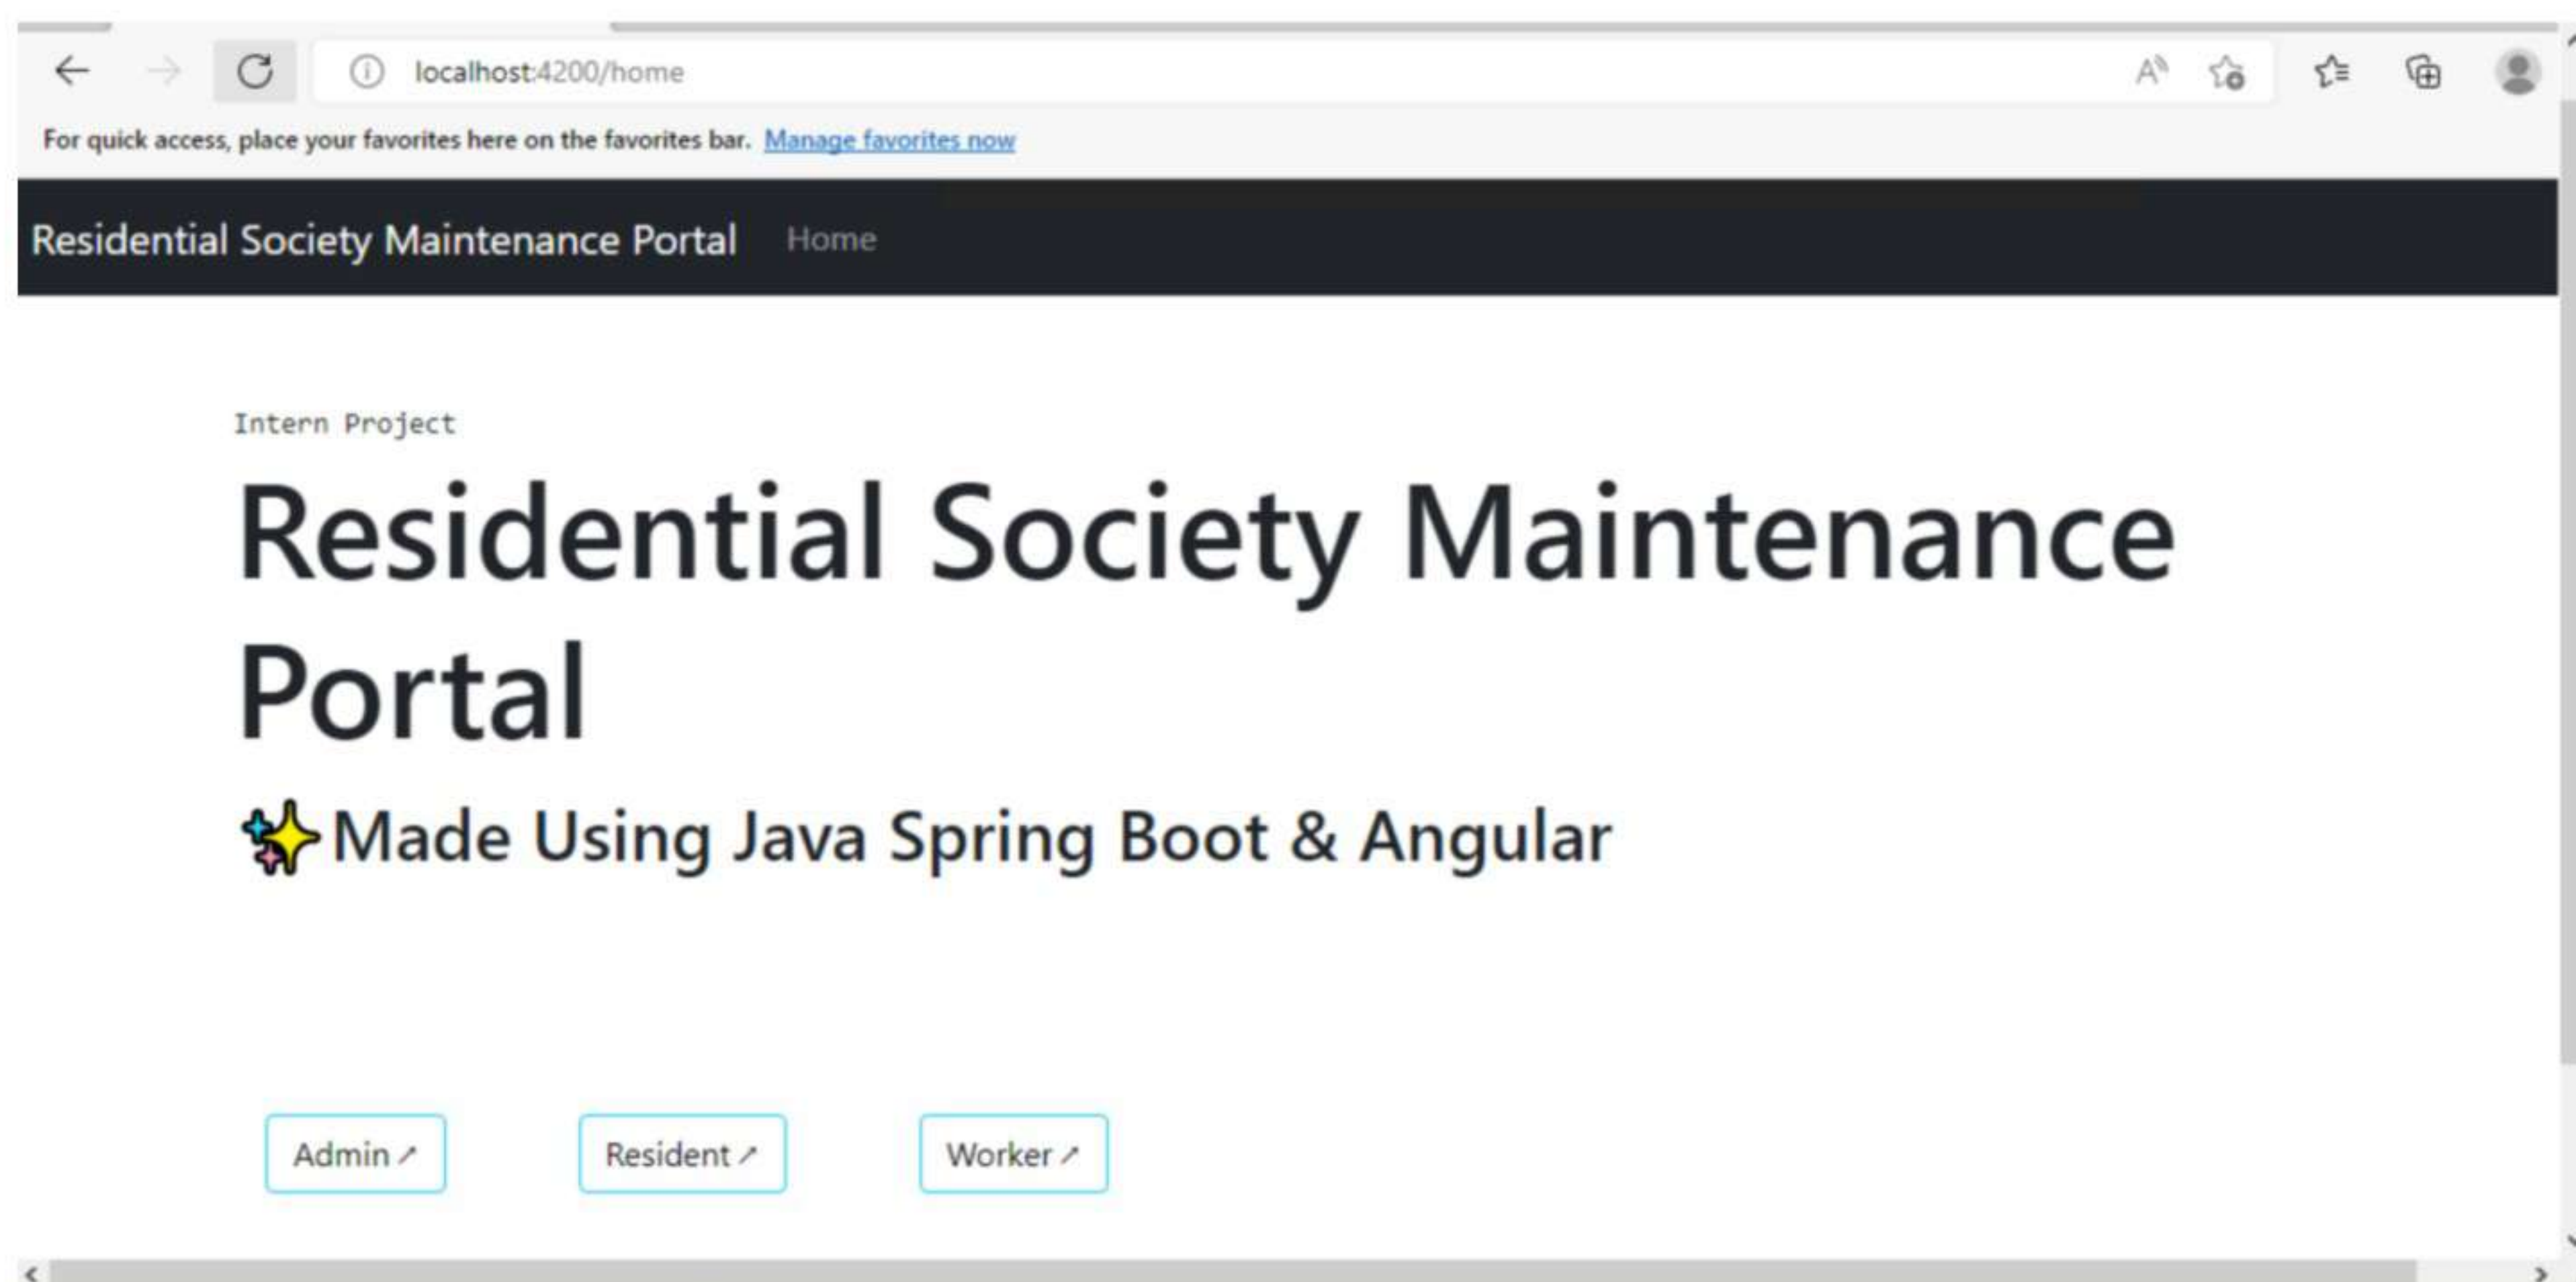 localhost:4200/home
For quick access, place your favorites here on the favorites bar. Manage favorites now
Residential Society Maintenance Portal Home
Intern Project
Residential Society Maintenance
Portal
✨Made Using Java Spring Boot & Angular
Admin ↗ Resident ↗ Worker ↗